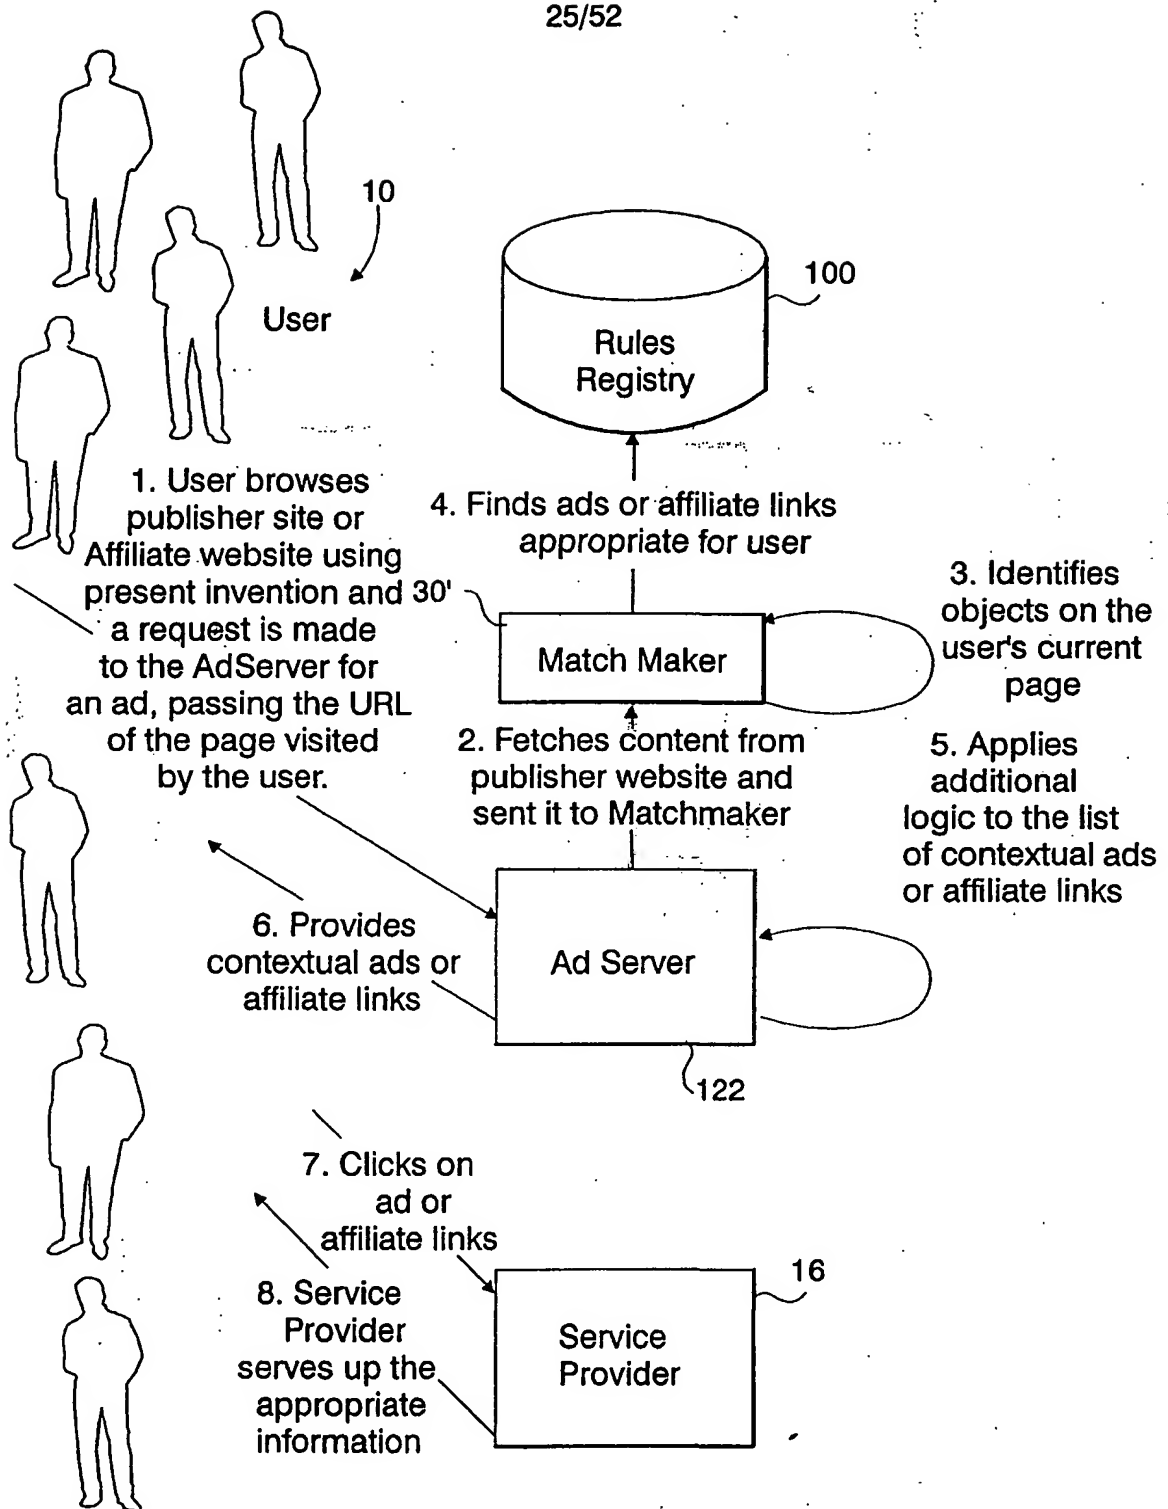 25/52
10
User
100
Rules
Registry
1. User browses
publisher site or
Affiliate website using
present invention and
a request is made
to the AdServer for
an ad, passing the URL
of the page visited
by the user.
4. Finds ads or affiliate links
appropriate for user
30'
Match Maker
3. Identifies
objects on the
user's current
page
2. Fetches content from
publisher website and
sent it to Matchmaker
5. Applies
additional
logic to the list
of contextual ads
or affiliate links
6. Provides
contextual ads or
affiliate links
Ad Server
122
7. Clicks on
ad or
affiliate links
16
8. Service
Provider
serves up the
appropriate
information
Service
Provider